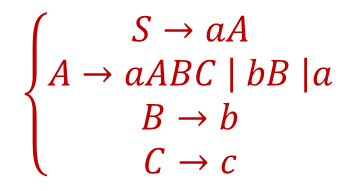 S → aA
A → aABC | bB |a
B → b
C → c